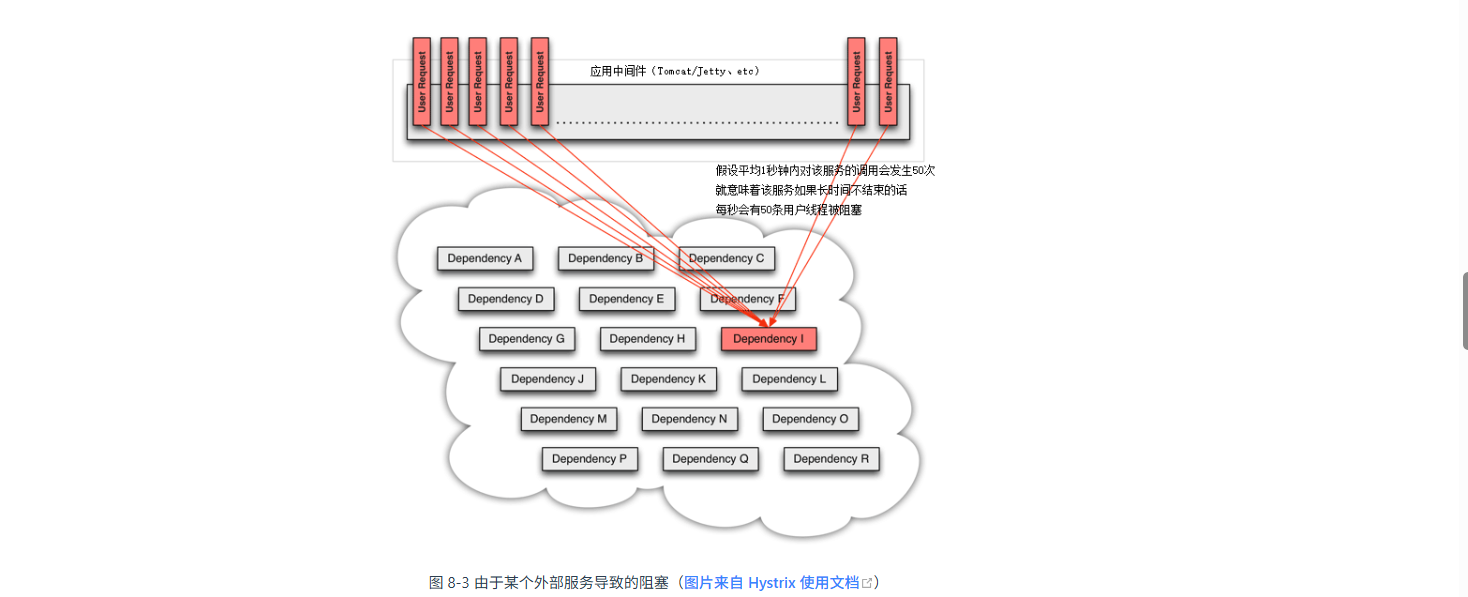 User Request
User Request
User Request
User Request
User Request
User Request
User Request
应用中间件（Tomcat/Jetty、etc）
假设平均1秒钟内对该服务的调用会发生50次
就意味着该服务如果长时间不结束的话
每秒会有50条用户线程被阻塞
Dependency A
Dependency B
Dependency C
Dependency D
Dependency E
Dependency F
Dependency G
Dependency H
Dependency I
Dependency J
Dependency K
Dependency L
Dependency M
Dependency N
Dependency O
Dependency P
Dependency Q
Dependency R
图 8-3 由于某个外部服务导致的阻塞（图片来自 Hystrix 使用文档）